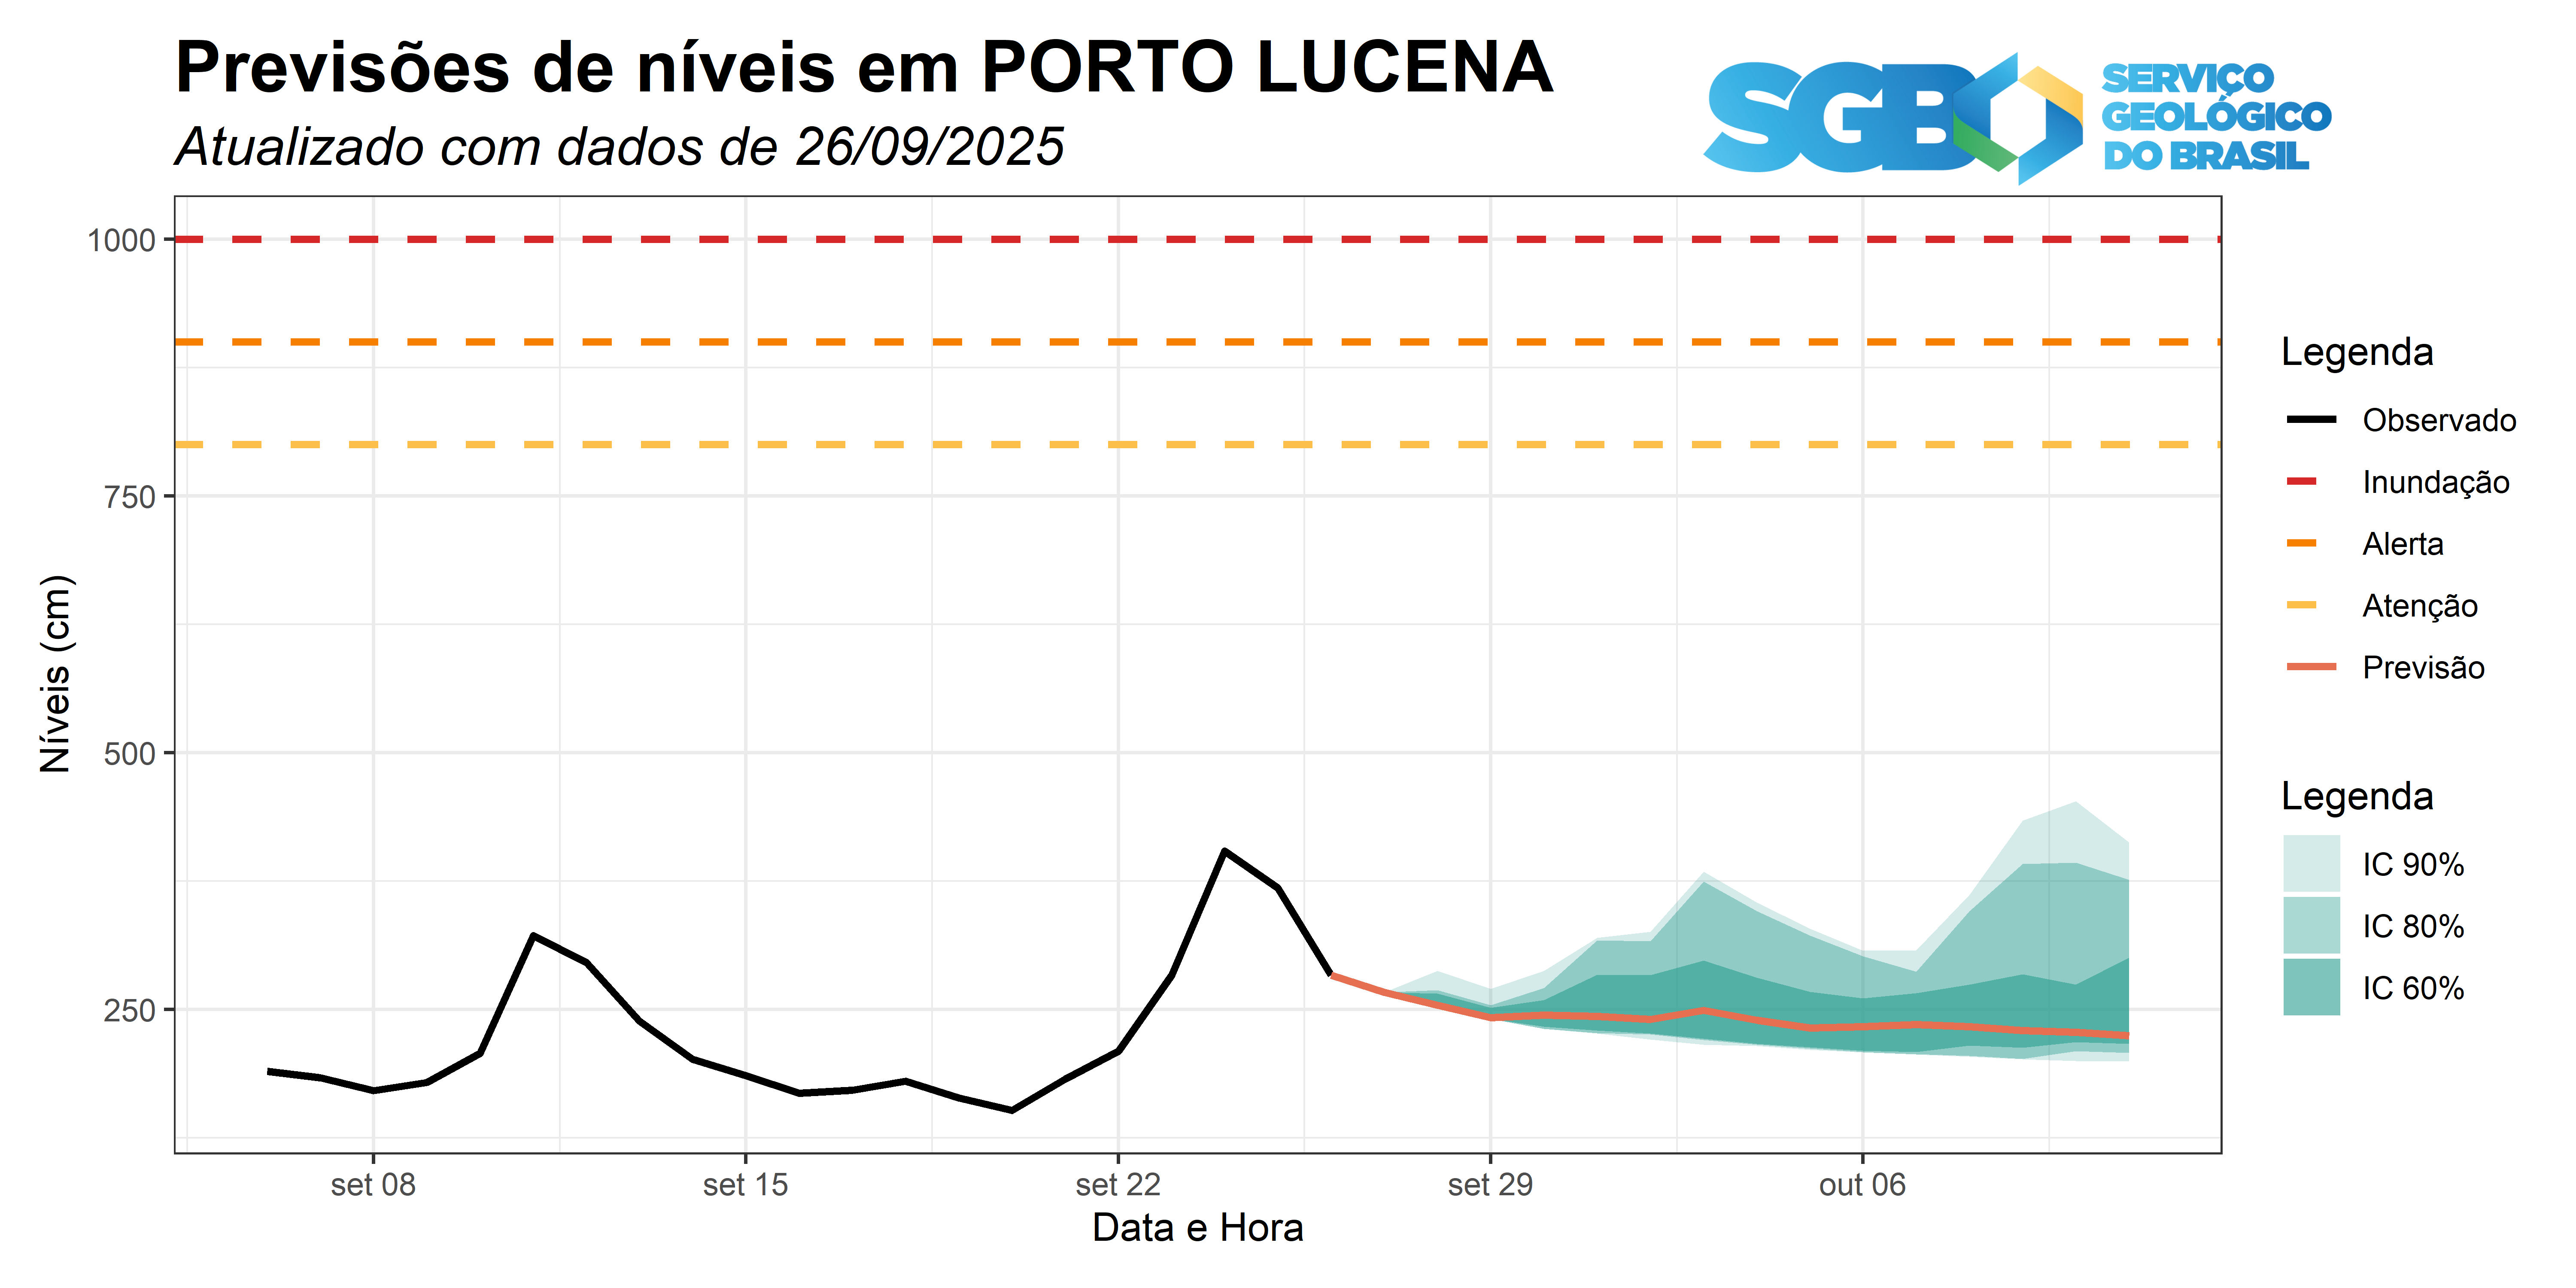 Previsões de níveis em PORTO LUCENA
Atualizado com dados de 26/09/2025
SGB
SERVIÇO
GEOLÓGICO
DO BRASIL
Níveis (cm)
1000
750
500
250
set 08
set 15
set 22
set 29
out 06
Data e Hora
Legenda
Observado
Inundação
Alerta
Atenção
Previsão
Legenda
IC 90%
IC 80%
IC 60%